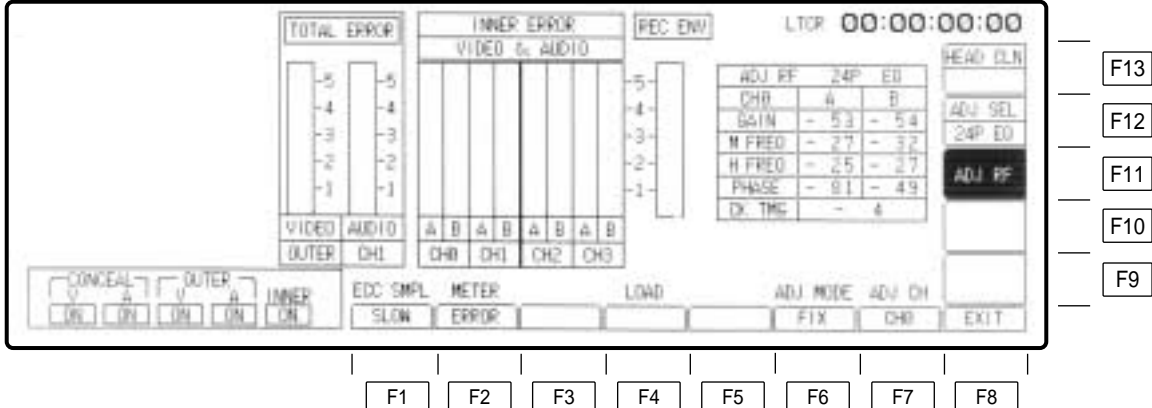 TOTAL ERROR
INNER ERROR
VIDEO & AUDIO
REC ENV
LTCR 00:00:00:00
HEAD CLN
F13
-5 -5 -5-
-4 -4 -4-
-3 -3 -3-
-2 -2 -2-
-1 -1 -1-
ADJ RF 24P EQ
CH0 A B
GAIN - 53 - 54
M FREQ - 27 - 32
H FREQ - 25 - 27
PHASE - 81 - 49
CK TMG - 4
ADJ SEL
24P EQ
F12
ADJ RF
F11
F10
F9
VIDEO AUDIO
OUTER CH1
A B A B A B A B
CH0 CH1 CH2 CH3
CONCEAL OUTER
V A V A INNER
ON ON ON ON ON
EDC SMPL METER LOAD ADJ MODE ADJ CH
SLOW ERROR FIX CH0 EXIT
F1 F2 F3 F4 F5 F6 F7 F8